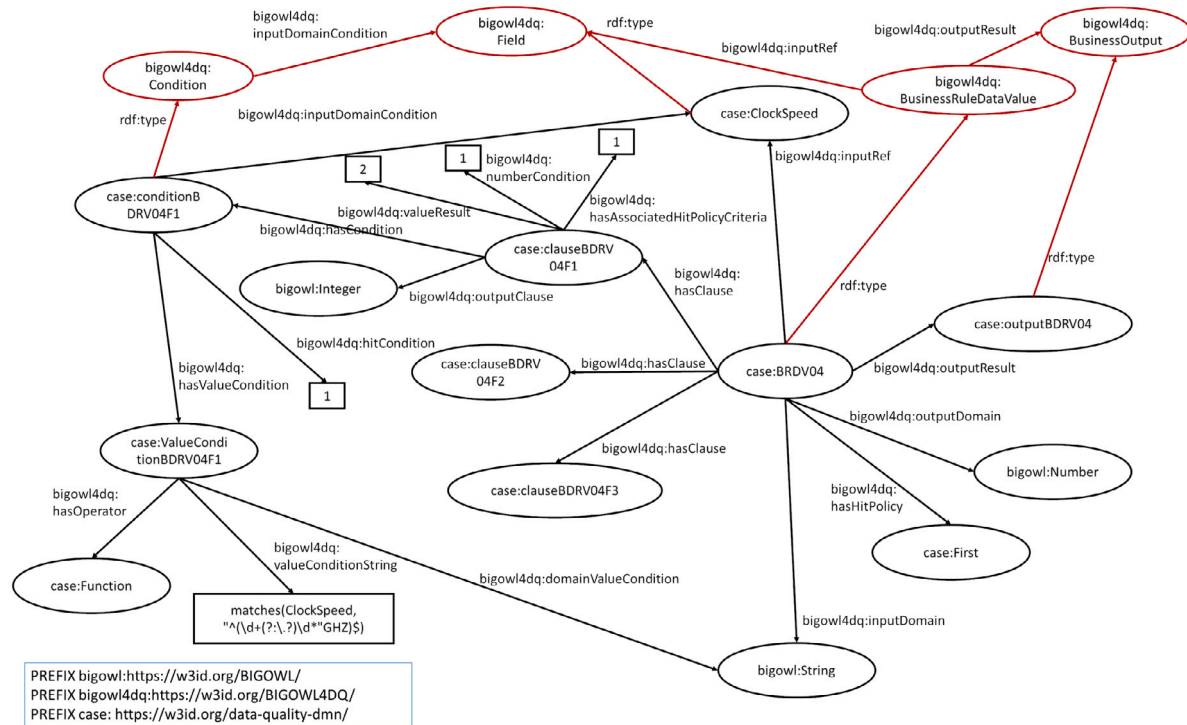 bigowl4dq:
inputDomainCondition
bigowl4dq:
Field
rdf:type
bigowl4dq:inputRef
bigowl4dq:outputResult
bigowl4dq:
BusinessOutput
bigowl4dq:
Condition
bigowl4dq:
BusinessRuleDataValue
rdf:type
bigowl4dq:inputDomainCondition
case:ClockSpeed
1
1
2
bigowl4dq:
numberCondition
bigowl4dq:inputRef
case:conditionB
DRV04F1
bigowl4dq:valueResult
bigowl4dq:
hasAssociatedHitPolicyCriteria
bigowl4dq:hasCondition
case:clauseBDRV
04F1
rdf:type
bigowl:Integer
bigowl4dq:outputClause
bigowl4dq:
hasClause
rdf:type
case:outputBDRV04
bigowl4dq:hitCondition
bigowl4dq:
hasValueCondition
case:clauseBDRV
04F2
bigowl4dq:hasClause
case:BRDV04
bigowl4dq:outputResult
1
bigowl4dq:outputDomain
case:ValueCondi
tionBDRV04F1
bigowl4dq:hasClause
bigowl:Number
bigowl4dq:
hasOperator
case:clauseBDRV04F3
bigowl4dq:
hasHitPolicy
bigowl4dq:
valueConditionString
case:First
case:Function
bigowl4dq:domainValueCondition
matches(ClockSpeed,
"^(\d+(?:\.?)\d*"GHZ)$)
bigowl4dq:inputDomain
bigowl:String
PREFIX bigowl:https://w3id.org/BIGOWL/
PREFIX bigowl4dq:https://w3id.org/BIGOWL4DQ/
PREFIX case: https://w3id.org/data-quality-dmn/